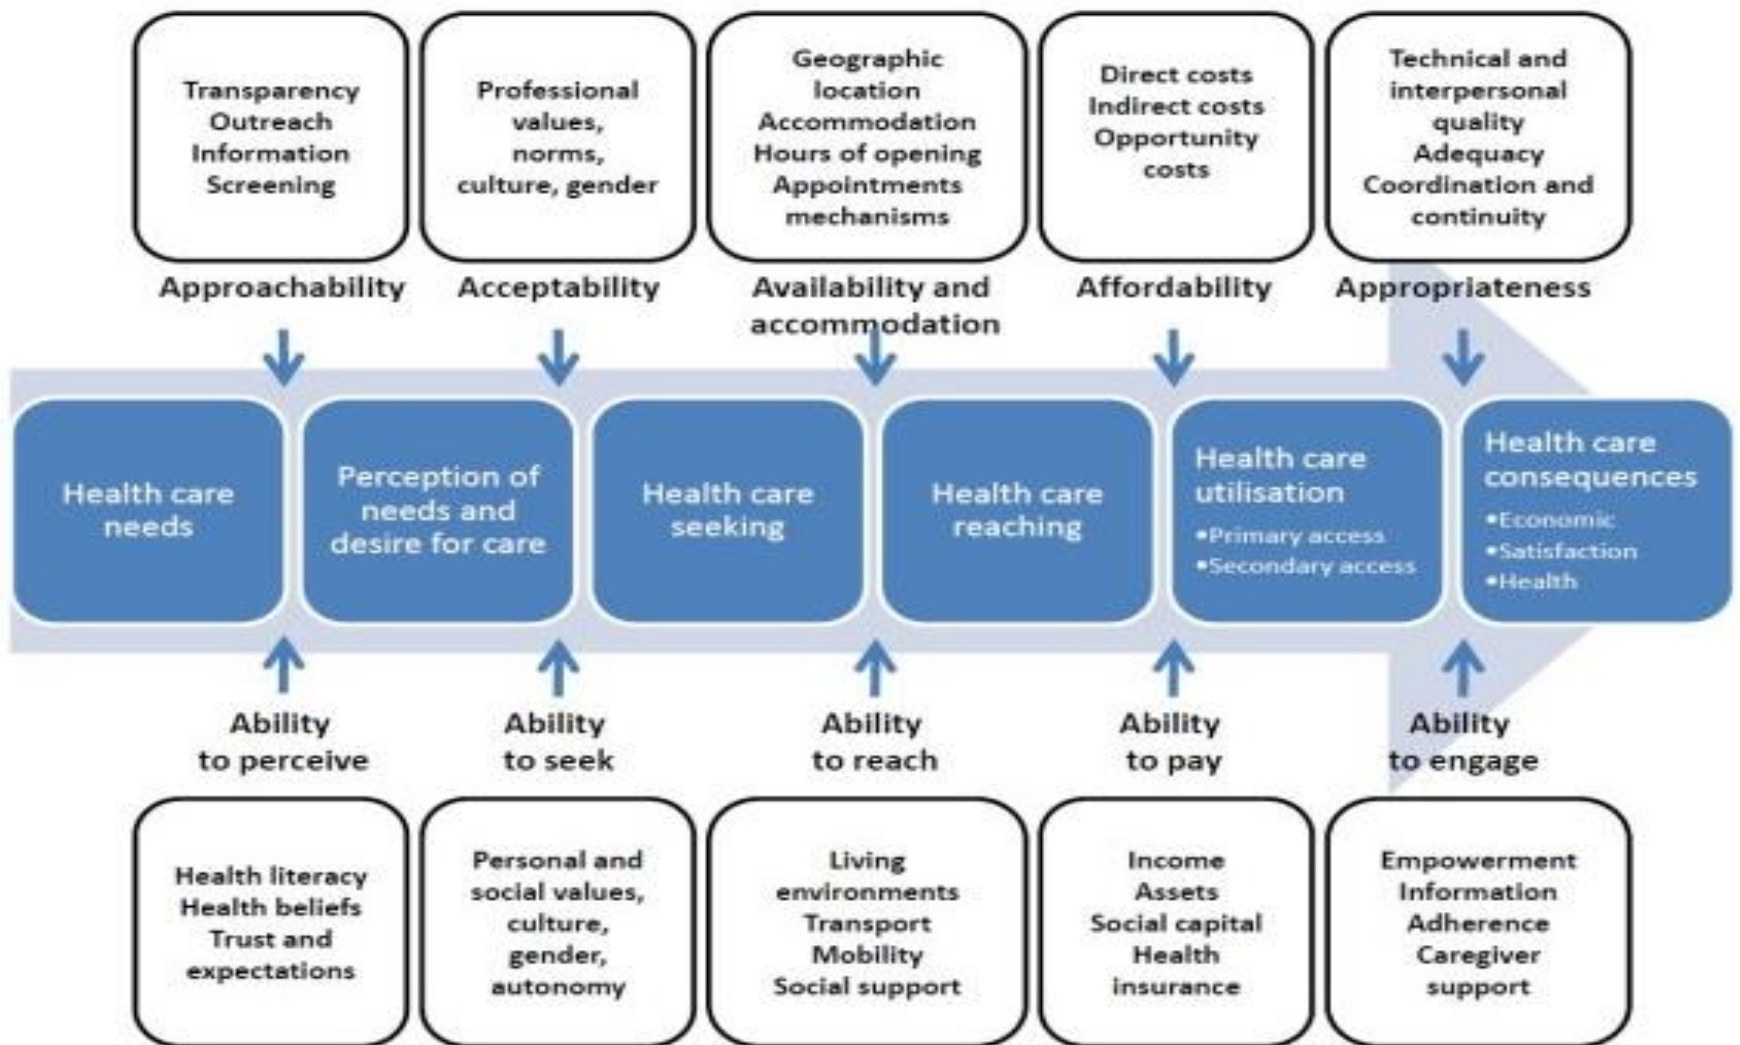 Transparency
Outreach
Information
Screening
Professional
values,
norms,
culture, gender
Geographic
location
Accommodation
Hours of opening
Appointments
mechanisms
Direct costs
Indirect costs
Opportunity
costs
Technical and
interpersonal
quality
Adequacy
Coordination and
continuity
Approachability
Acceptability
Availability and
accommodation
Affordability
Appropriateness
Health care
needs
Perception of
needs and
desire for care
Health care
seeking
Health care
reaching
Health care
utilisation
•Primary access
•Secondary access
Health care
consequences
•Economic
•Satisfaction
•Health
Ability
to perceive
Ability
to seek
Ability
to reach
Ability
to pay
Ability
to engage
Health literacy
Health beliefs
Trust and
expectations
Personal and
social values,
culture,
gender,
autonomy
Living
environments
Transport
Mobility
Social support
Income
Assets
Social capital
Health
insurance
Empowerment
Information
Adherence
Caregiver
support